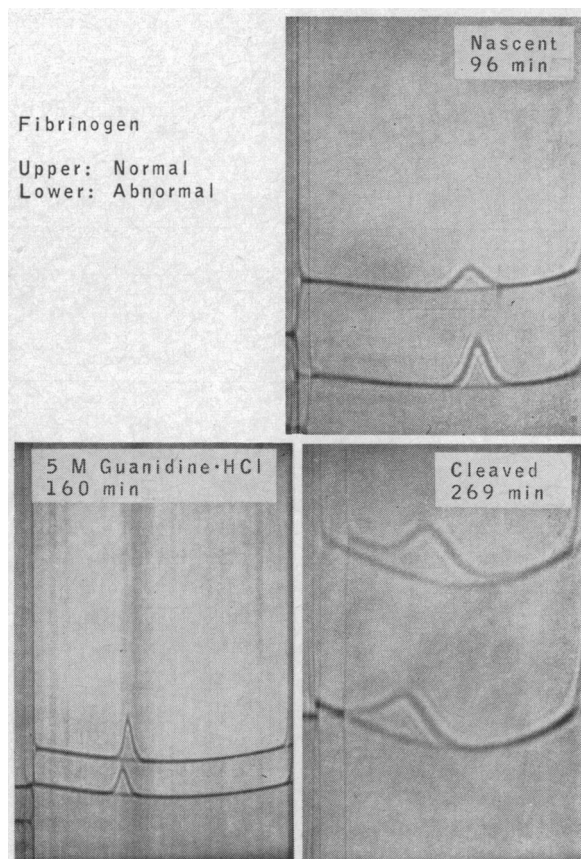 Nascent
96 min
Fibrinogen
Upper: Normal
Lower: Abnormal
5 M Guanidine·HCl
160 min
Cleaved
269 min